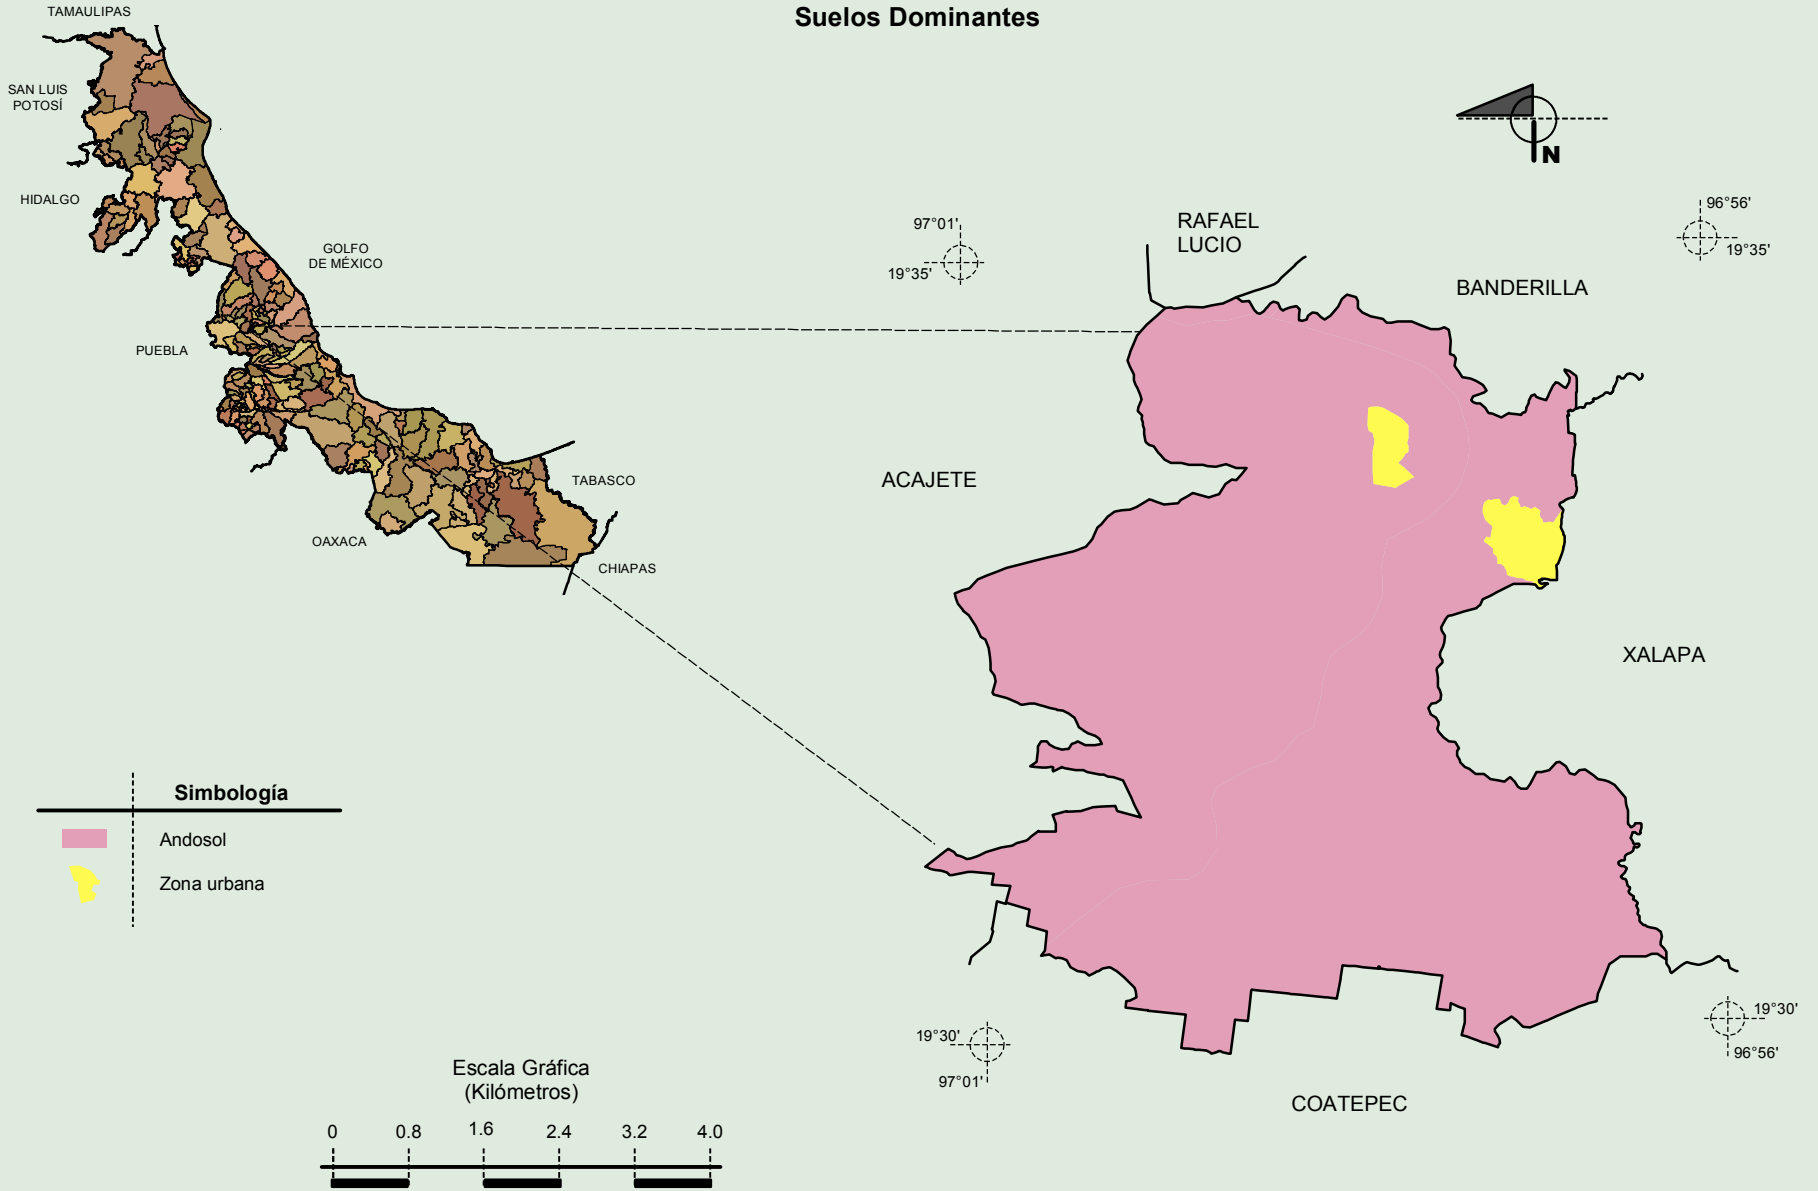 Suelos Dominantes
TAMAULIPAS
SAN LUIS
POTOSÍ
HIDALGO
GOLFO
DE MÉXICO
PUEBLA
OAXACA
TABASCO
CHIAPAS
N
97°01'
19°35'
96°56'
19°35'
RAFAEL
LUCIO
BANDERILLA
ACAJETE
XALAPA
COATEPEC
19°30'
97°01'
19°30'
96°56'
Simbología
Andosol
Zona urbana
Escala Gráfica
(Kilómetros)
0 0.8 1.6 2.4 3.2 4.0